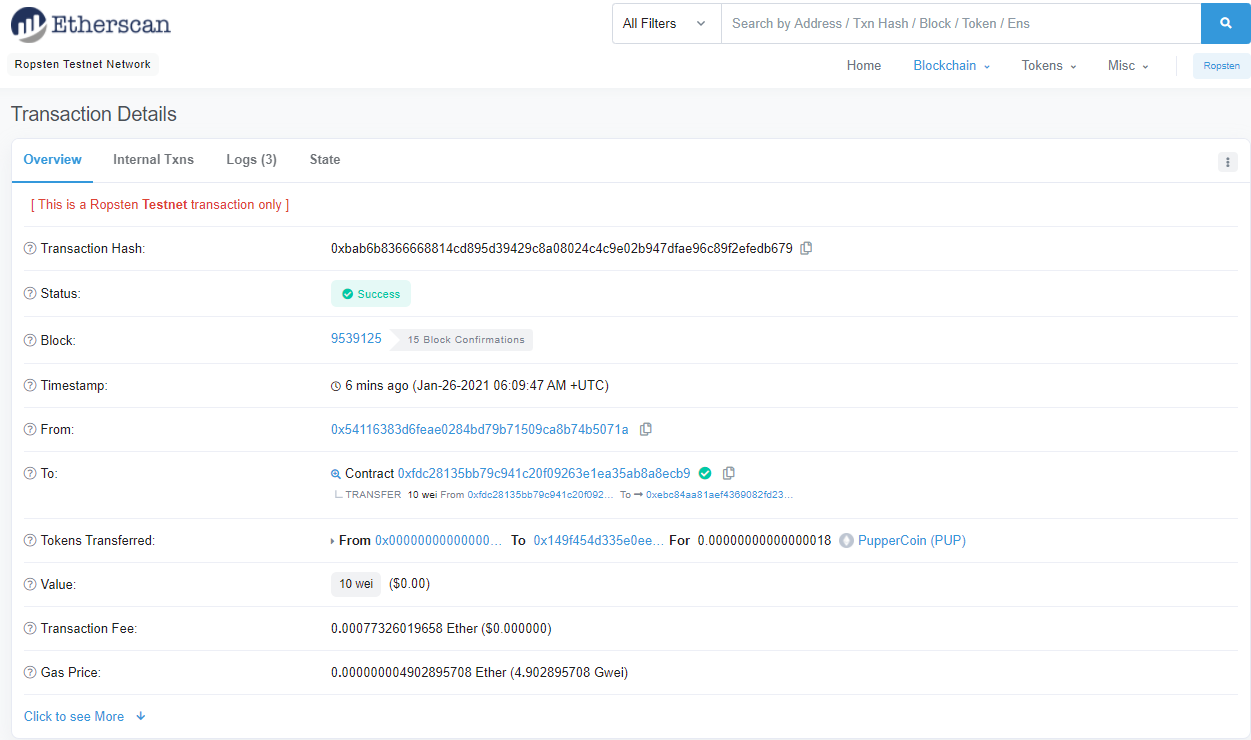 Etherscan
All Filters
Search by Address / Txn Hash / Block / Token / Ens
Ropsten Testnet Network
Home Blockchain Tokens Misc Ropsten
Transaction Details
Overview Internal Txns Logs (3) State
[ This is a Ropsten Testnet transaction only ]
Transaction Hash: 0xbab6b8366668814cd895d39429c8a08024c4c9e02b947dfae96c89f2efedb679
Status: Success
Block: 9539125 15 Block Confirmations
Timestamp: 6 mins ago (Jan-26-2021 06:09:47 AM +UTC)
From: 0x54116383d6feae0284bd79b71509ca8b74b5071a
To: Contract 0xfdc28135bb79c941c20f09263e1ea35ab8a8ecb9
TRANSFER 10 wei From 0xfdc28135bb79c941c20f092... To → 0xebc84aa81aef4369082fd23...
Tokens Transferred: From 0x00000000000000... To 0x149f454d335e0ee... For 0.00000000000000018 PupperCoin (PUP)
Value: 10 wei ($0.00)
Transaction Fee: 0.00077326019658 Ether ($0.000000)
Gas Price: 0.000000004902895708 Ether (4.902895708 Gwei)
Click to see More